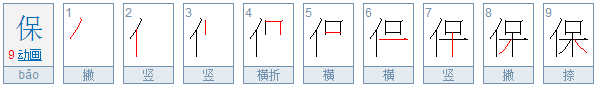 保 1 2 3 4 5 6 7 8 9
9 动画
bǎo 撇 竖 竖 横折 横 横 竖 撇 捺